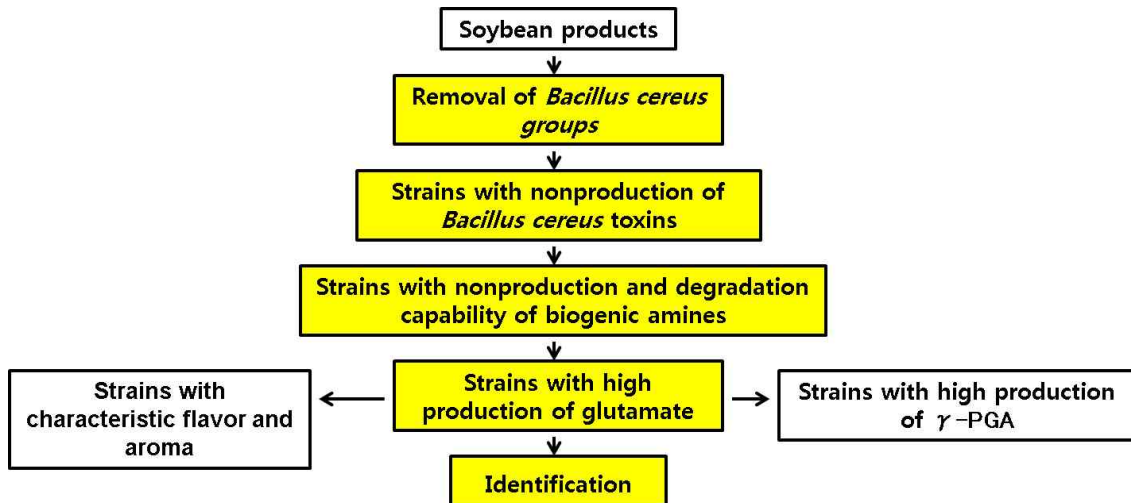 Soybean products
Removal of Bacillus cereus
groups
Strains with nonproduction of
Bacillus cereus toxins
Strains with nonproduction and degradation
capability of biogenic amines
Strains with
characteristic flavor and
aroma
Strains with high
production of glutamate
Strains with high production
of γ-PGA
Identification